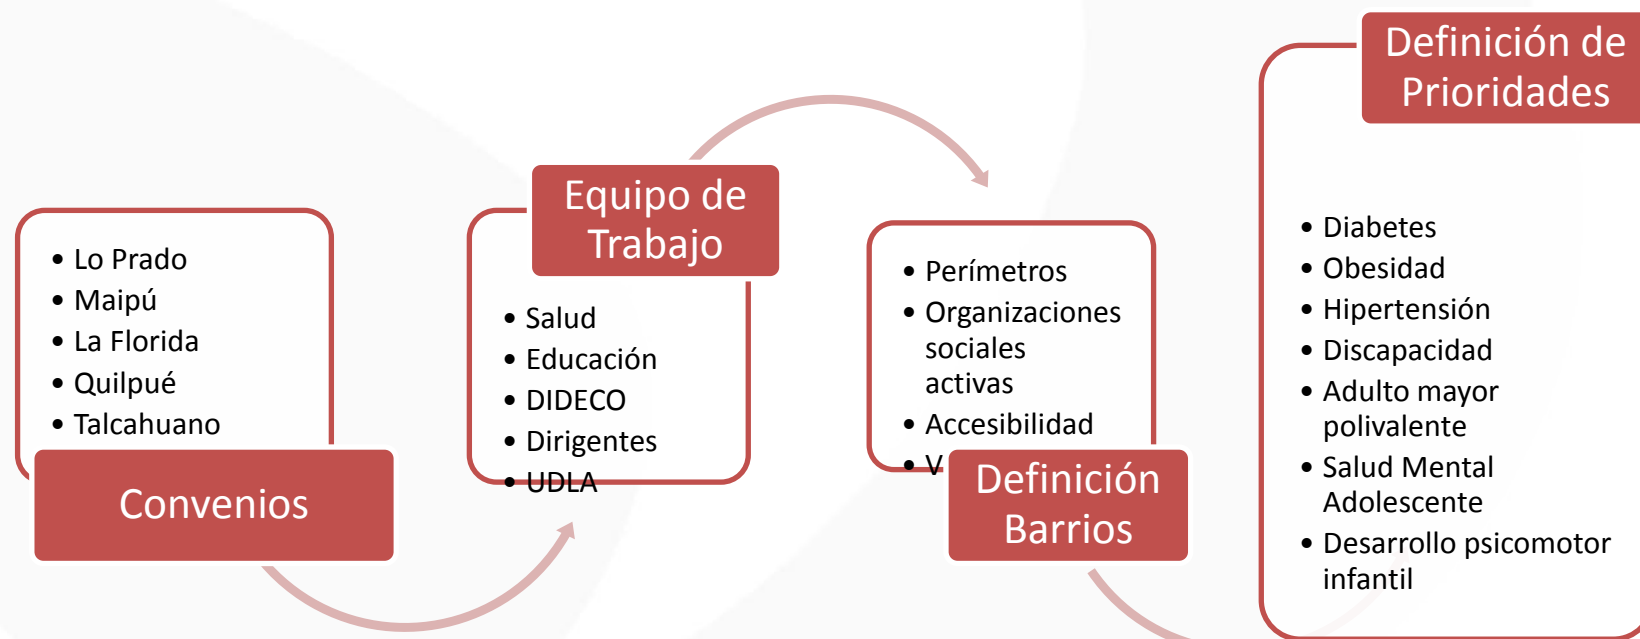 • Lo Prado
• Maipú
• La Florida
• Quilpué
• Talcahuano
Convenios
Equipo de
Trabajo
• Salud
• Educación
• DIDECO
• Dirigentes
• UDLA
• Perímetros
• Organizaciones
sociales
activas
• Accesibilidad
• V
Definición
Barrios
Definición de
Prioridades
• Diabetes
• Obesidad
• Hipertensión
• Discapacidad
• Adulto mayor
polivalente
• Salud Mental
Adolescente
• Desarrollo psicomotor
infantil